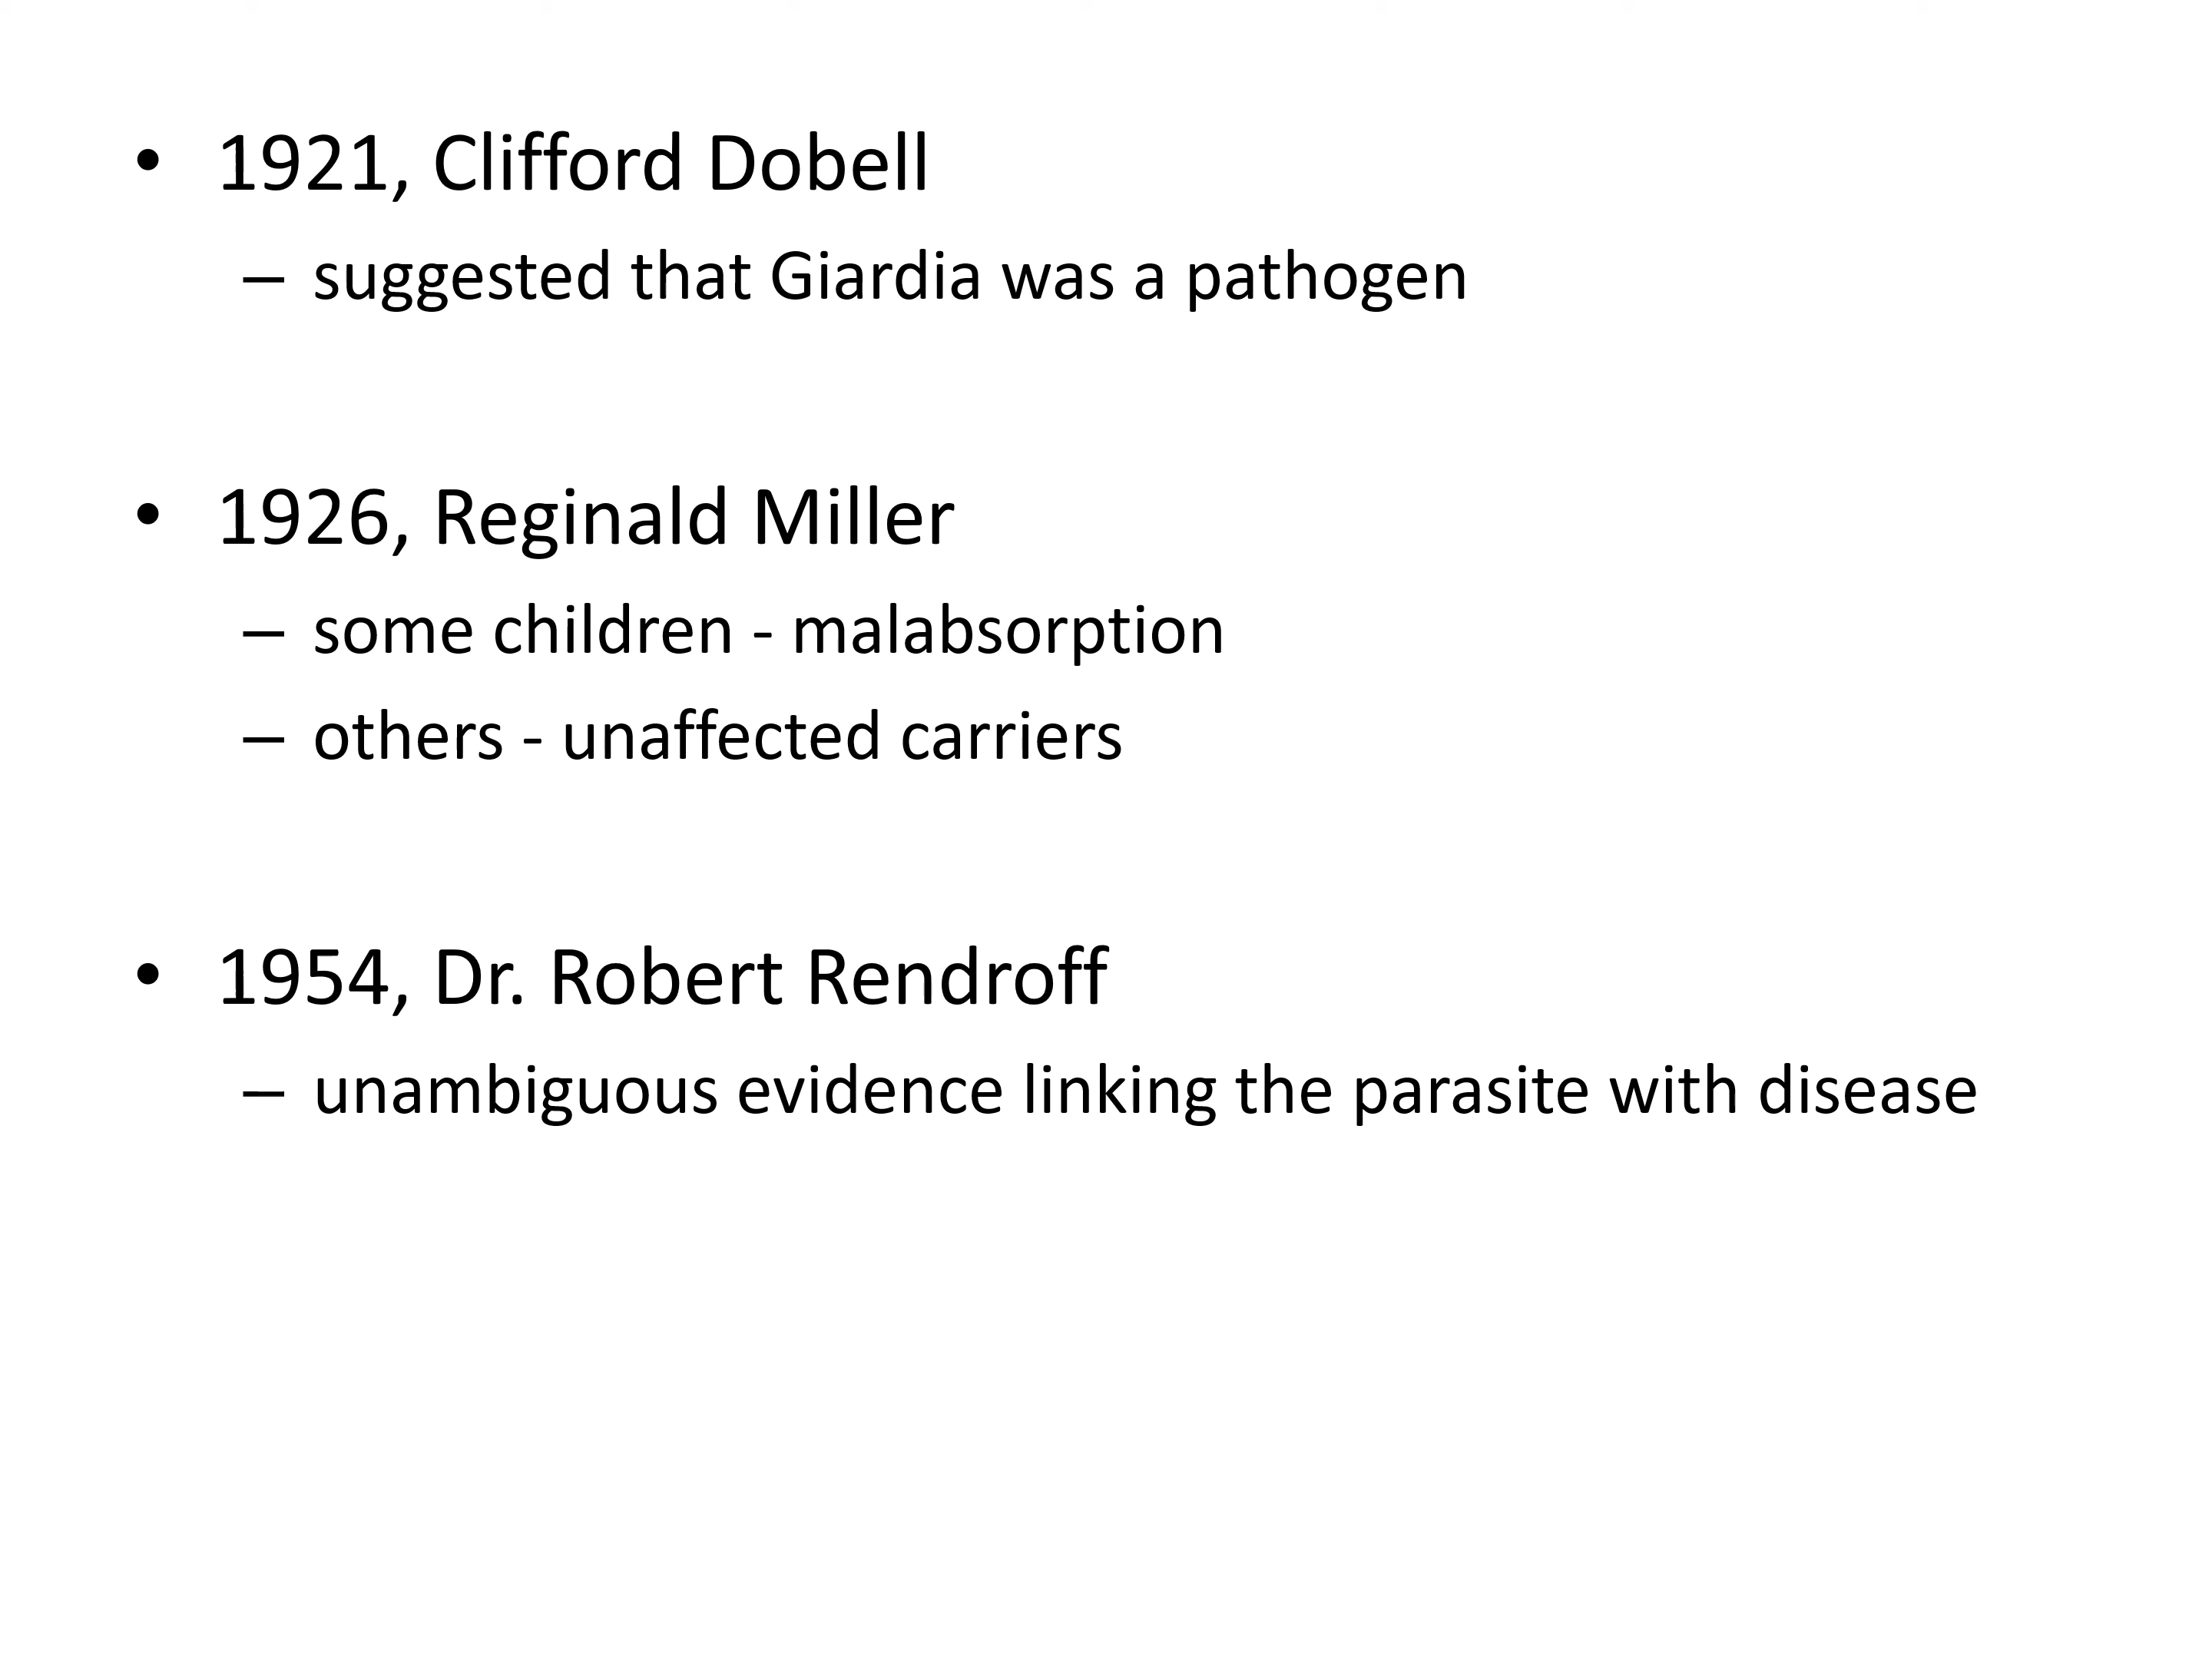 • 1921, Clifford Dobell
– suggested that Giardia was a pathogen
• 1926, Reginald Miller
– some children - malabsorption
– others - unaffected carriers
• 1954, Dr. Robert Rendroff
– unambiguous evidence linking the parasite with disease